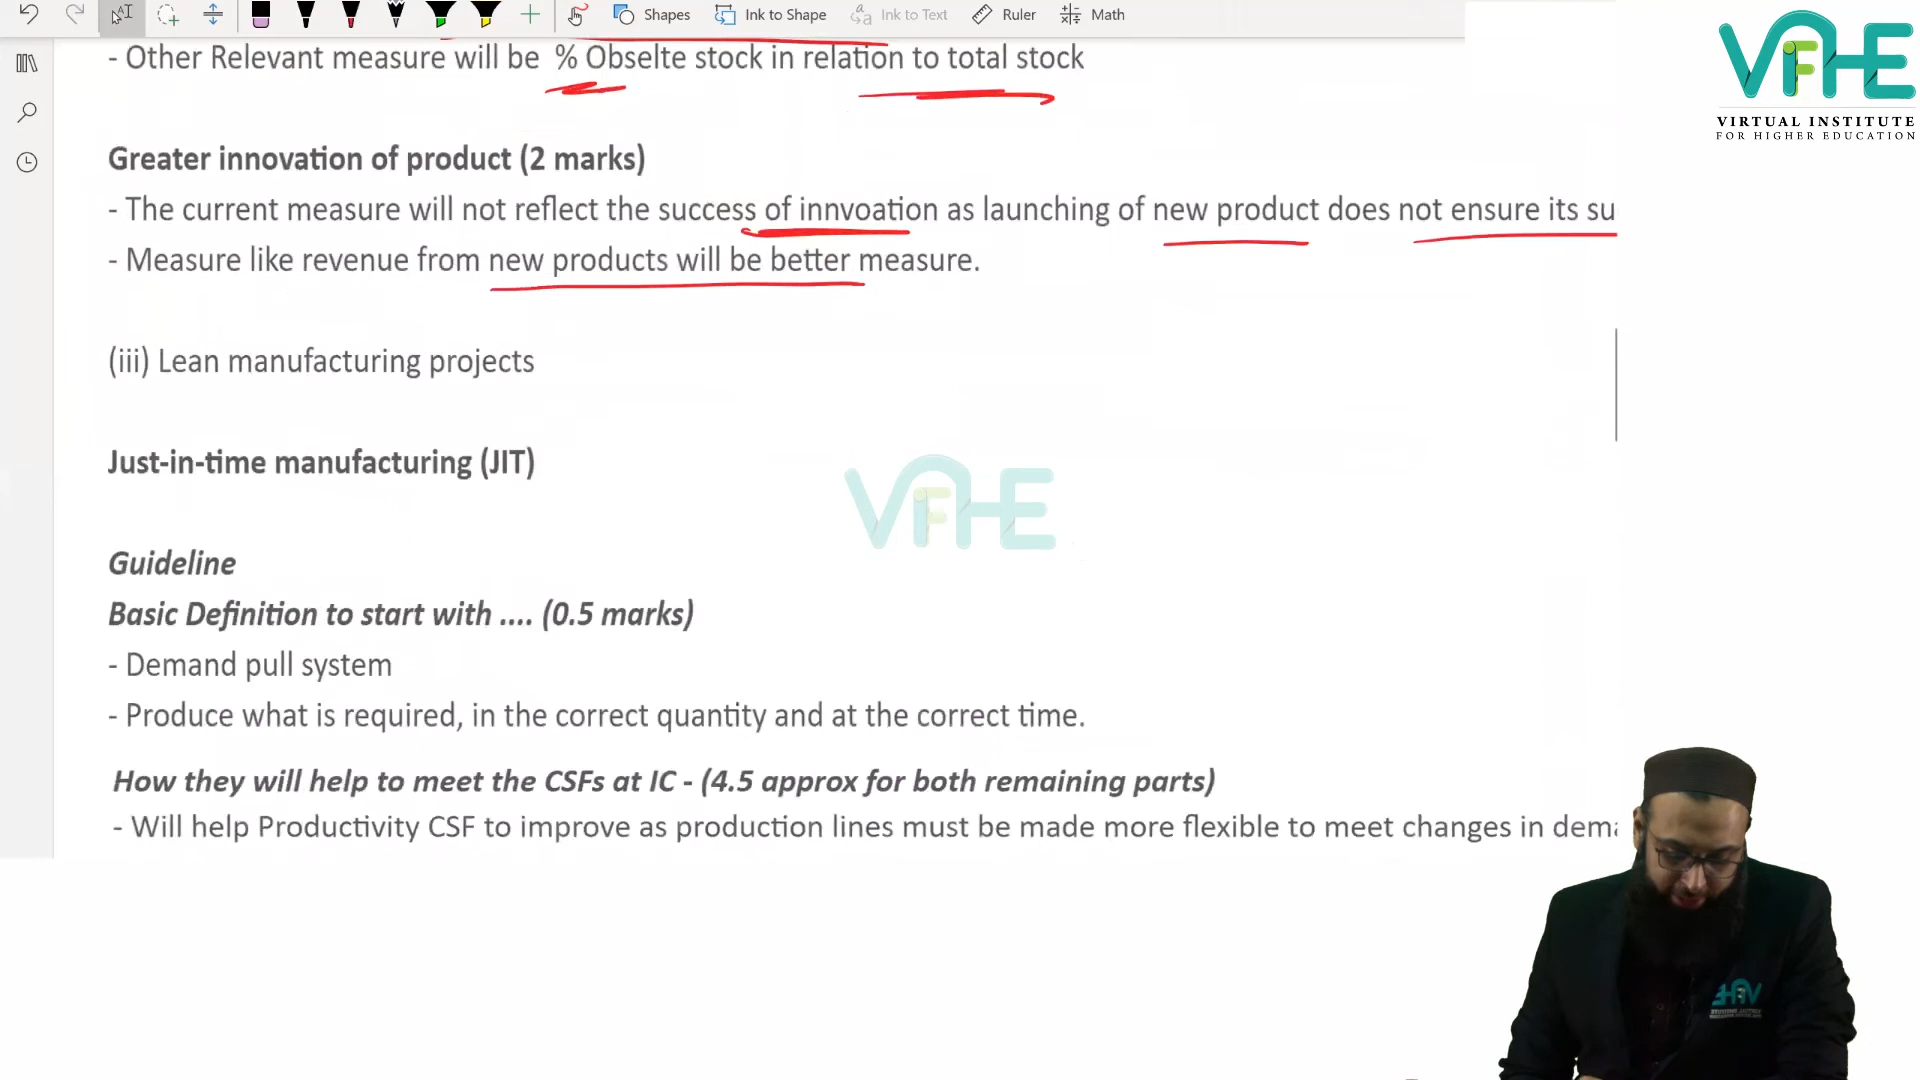 Shapes Ink to Shape Ink to Text Ruler Math
- Other Relevant measure will be % Obselte stock in relation to total stock
Greater innovation of product (2 marks)
- The current measure will not reflect the success of innvoation as launching of new product does not ensure its su
- Measure like revenue from new products will be better measure.
(iii) Lean manufacturing projects
Just-in-time manufacturing (JIT)
Guideline
Basic Definition to start with .... (0.5 marks)
- Demand pull system
- Produce what is required, in the correct quantity and at the correct time.
How they will help to meet the CSFs at IC - (4.5 approx for both remaining parts)
- Will help Productivity CSF to improve as production lines must be made more flexible to meet changes in dema
VIFHE
VIRTUAL INSTITUTE
FOR HIGHER EDUCATION
VIFHE